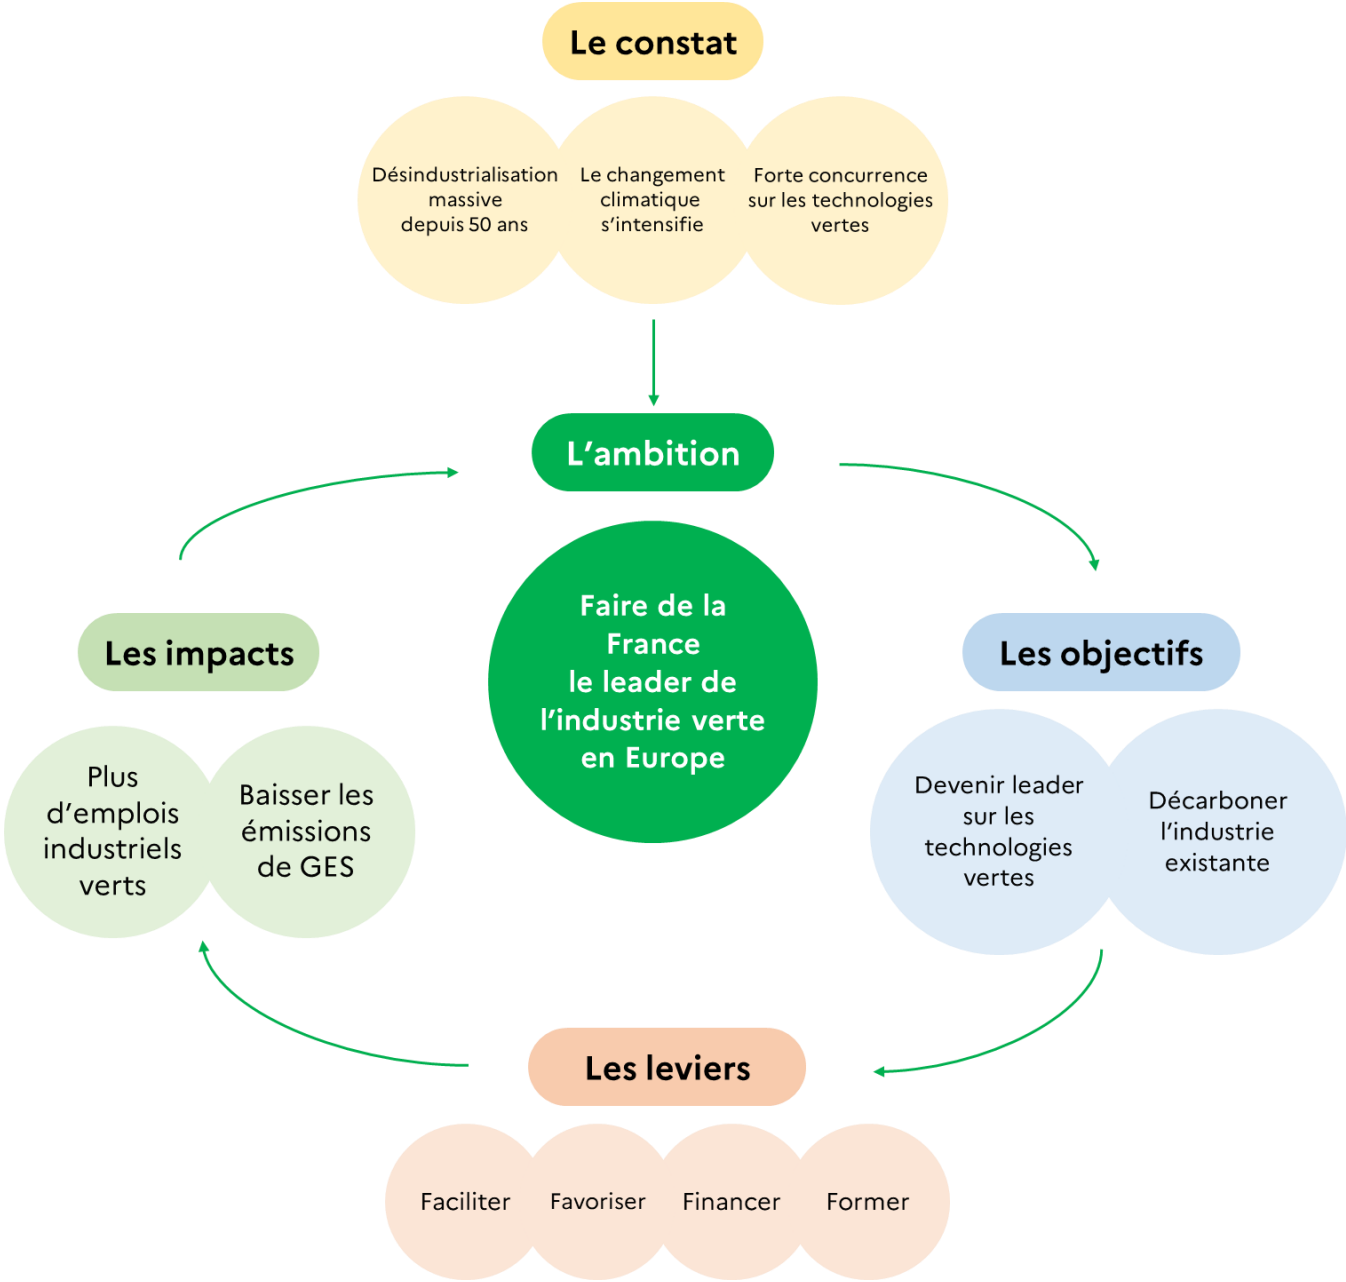 Le constat
Désindustrialisation
massive
depuis 50 ans
Le changement
climatique
s’intensifie
Forte concurrence
sur les technologies
vertes
L’ambition
Faire de la
France
le leader de
l’industrie verte
en Europe
Les objectifs
Devenir leader
sur les
technologies
vertes
Décarboner
l’industrie
existante
Les leviers
Faciliter
Favoriser
Financer
Former
Les impacts
Plus
d’emplois
industriels
verts
Baisser les
émissions
de GES